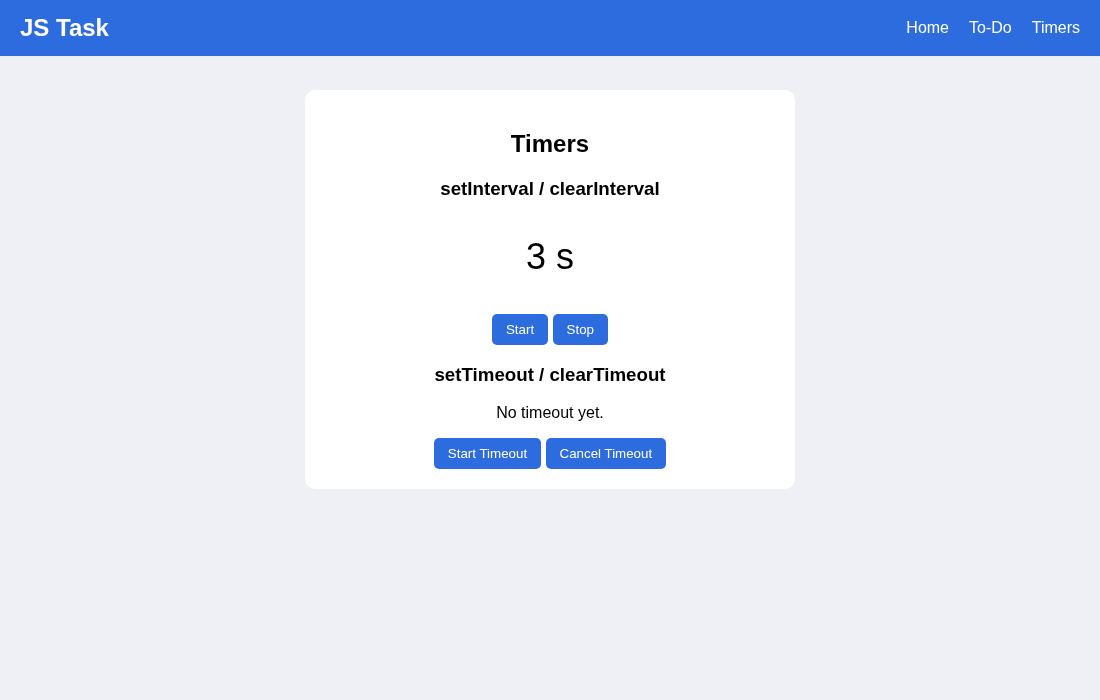 JS Task
Home To-Do Timers
Timers
setInterval / clearInterval
3 s
Start Stop
setTimeout / clearTimeout
No timeout yet.
Start Timeout Cancel Timeout